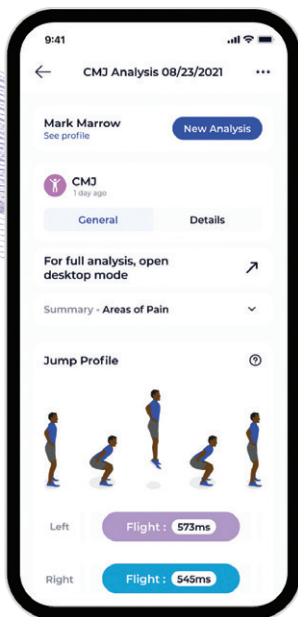 9:41
CMJ Analysis 08/23/2021
Mark Marrow
See profile
New Analysis
CMJ
1 day ago
General Details
For full analysis, open
desktop mode
Summary - Areas of Pain
Jump Profile
Left Flight : 573ms
Right Flight : 545ms